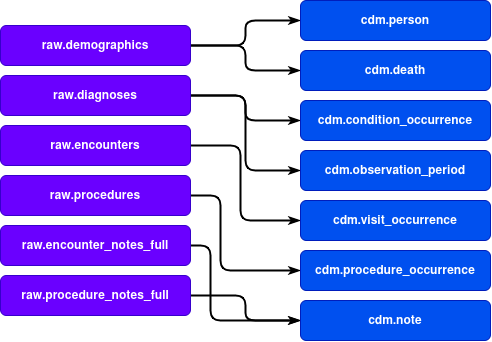 raw.demographics
raw.diagnoses
raw.encounters
raw.procedures
raw.encounter_notes_full
raw.procedure_notes_full
cdm.person
cdm.death
cdm.condition_occurrence
cdm.observation_period
cdm.visit_occurrence
cdm.procedure_occurrence
cdm.note